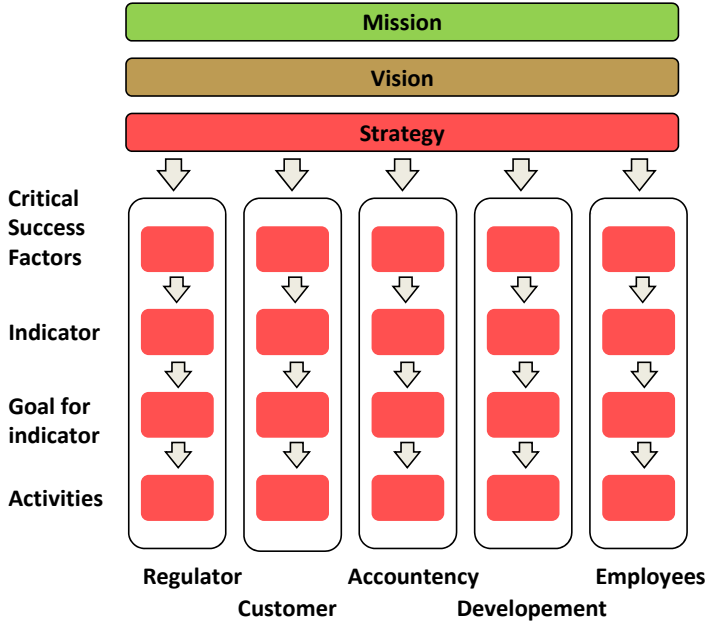 Mission
Vision
Strategy
Critical
Success
Factors
Indicator
Goal for
indicator
Activities
Regulator
Accountency
Employees
Customer
Developement